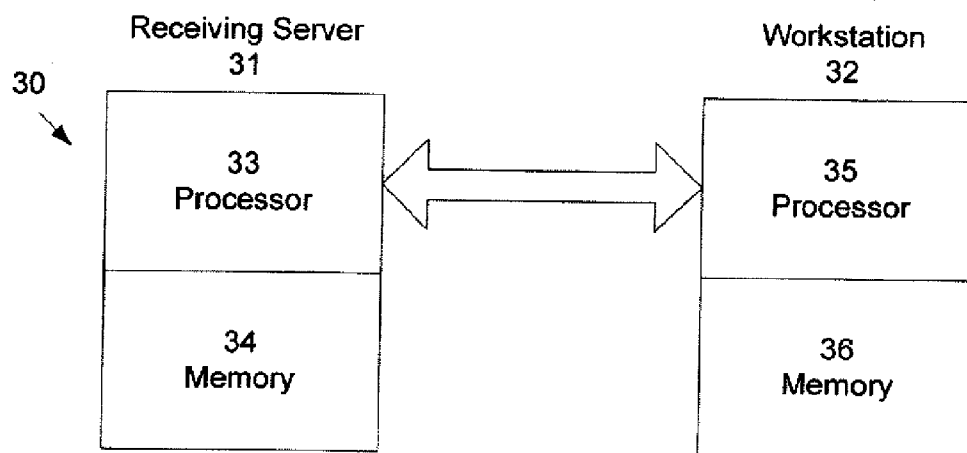 Receiving Server
31
Workstation
32
30
33
Processor
35
Processor
34
Memory
36
Memory